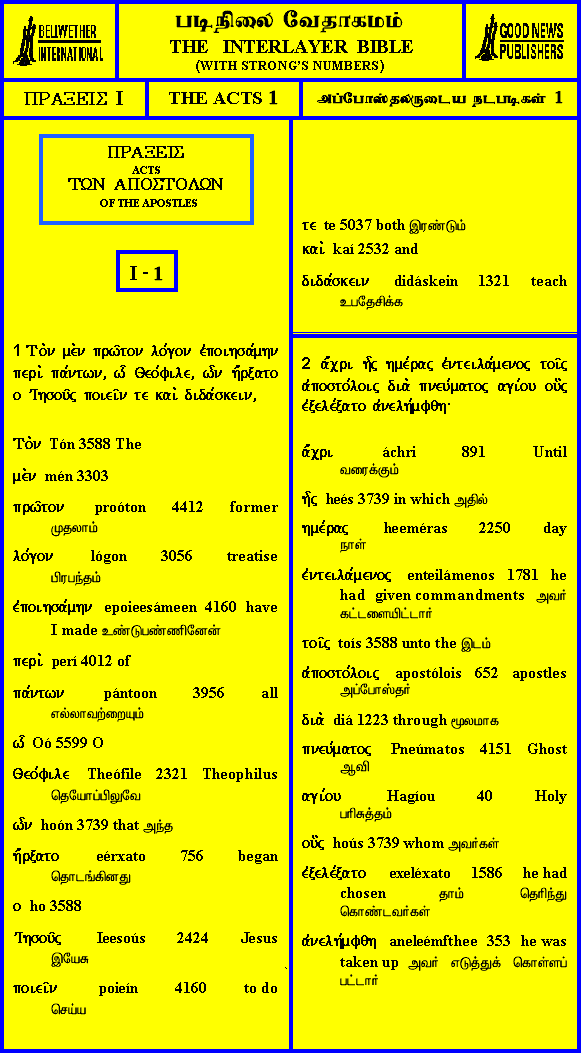 BELLWETHER
INTERNATIONAL
படிநிலை வேதாகமம்
THE INTERLAYER BIBLE
(WITH STRONG'S NUMBERS)
GOOD NEWS
PUBLISHERS
ΠΡΑΞΕΙΣ I
THE ACTS 1
அப்போஸ்தலருடைய நடபடிகள் 1
ΠΡΑΞΕΙΣ
ACTS
ΤΩΝ ΑΠΟΣΤΟΛΩΝ
OF THE APOSTLES
I - 1
1 Τὸν μὲν πρῶτον λόγον ἐποιησάμην
περὶ πάντων, ὦ Θεόφιλε, ὧν ἤρξατο
ο Ἰησοῦς ποιεῖν τε καὶ διδάσκειν,
Τὸν Tón 3588 The
μὲν mén 3303
πρῶτον proóton 4412 former
முதலாம்
λόγον lógon 3056 treatise
பிரபந்தம்
ἐποιησάμην epoieesámeen 4160 have
I made உண்டுபண்ணினேன்
περὶ perí 4012 of
πάντων pántoon 3956 all
எல்லாவற்றையும்
ὦ Oó 5599 O
Θεόφιλε Theófile 2321 Theophilus
தெயோப்பிலுவே
ὧν hoón 3739 that அந்த
ἤρξατο eérxato 756 began
தொடங்கினது
ο ho 3588
Ἰησοῦς Ieesoús 2424 Jesus
இயேசு
ποιεῖν poieín 4160 to do
செய்ய
τε te 5037 both இரண்டும்
καὶ kaí 2532 and
διδάσκειν didáskein 1321 teach
உபதேசிக்க
2 ἄχρι ἧς ημέρας ἐντειλάμενος τοῖς
ἀποστόλοις διὰ πνεύματος αγίου οὓς
ἐξελέξατο ἀνελήμφθη·
ἄχρι áchri 891 Until
வரைக்கும்
ἧς heés 3739 in which அதில்
ημέρας heeméras 2250 day
நாள்
ἐντειλάμενος enteilámenos 1781 he
had given commandments அவர்
கட்டளையிட்டார்
τοῖς toís 3588 unto the இடம்
ἀποστόλοις apostólois 652 apostles
அப்போஸ்தர்
διὰ diá 1223 through மூலமாக
πνεύματος Pneúmatos 4151 Ghost
ஆவி
αγίου Hagíou 40 Holy
பரிசுத்தம்
οὓς hoús 3739 whom அவர்கள்
ἐξελέξατο exeléxato 1586 he had
chosen தாம் தெரிந்து
கொண்டவர்கள்
ἀνελήμφθη aneleémfthee 353 he was
taken up அவர் எடுத்துக் கொள்ளப்
பட்டார்